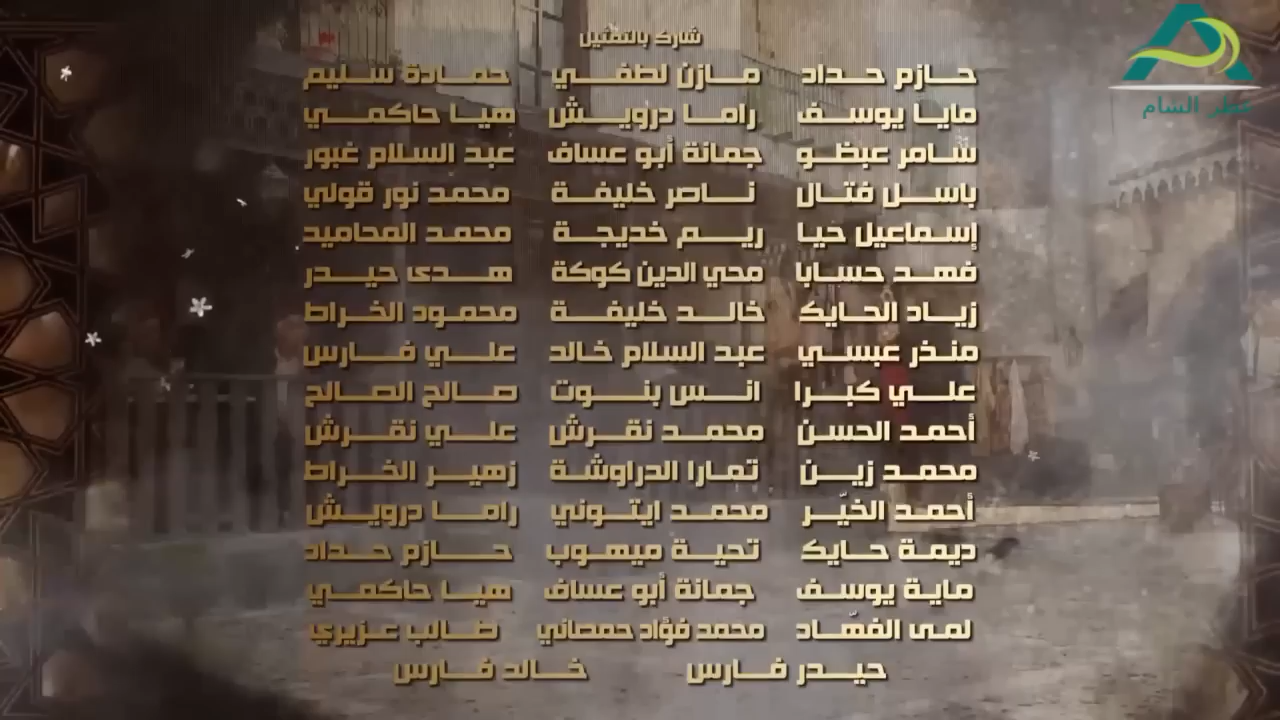 شارك بالتمثيل
حازم حداد مازن لطفي حمادة سليم
مايا يوسف راما درويش هيا حاكمي
سامر عبظو جمانة أبو عساف عبد السلام غبور
باسل فتال ناصر خليفة محمد نور قولي
إسماعيل حيا ريم خديجة محمد المحاميد
فهد حسابا محي الدين كوكة هدى حيدر
زياد الحايك خالد خليفة محمود الخراط
منذر عبسي عبد السلام خالد علي فارس
علي كبرا انس بنوت صالح الصالح
أحمد الحسن محمد نقرش علي نقرش
محمد زين تمارا الدراوشة زهير الخراط
أحمد الخيّر محمد ايتوني راما درويش
ديمة حايك تحية ميهوب حازم حداد
ماية يوسف جمانة أبو عساف هيا حاكمي
لمى الفهّاد محمد فؤاد حمصاني طالب عزيري
حيدر فارس خالد فارس
عطر السام